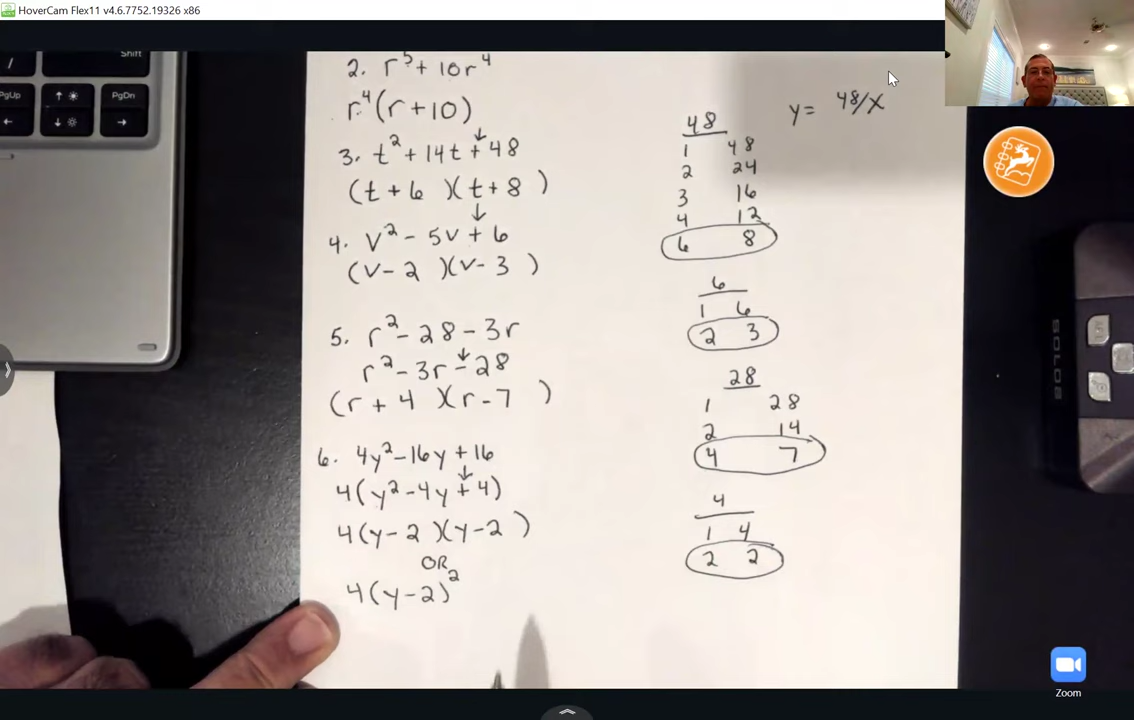 HoverCam Flex11 v4.6.7752.19326 x86
Shift
PgUp
PgDn
2. r⁵ + 10r⁴
r⁴(r + 10)
3. t² + 14t + 48
(t + 6 )(t + 8 )
4. v² - 5v + 6
(v - 2 )(v - 3 )
5. r² - 28 - 3r
r² - 3r - 28
(r + 4 )(r - 7 )
6. 4y² - 16y + 16
4(y² - 4y + 4)
4(y - 2 )(y - 2 )
OR
4(y - 2)²
y = 48/x
48
1 48
2 24
3 16
4 12
6 8
6
1 6
2 3
28
1 28
2 14
4 7
4
1 4
2 2
SOLO 8
Zoom